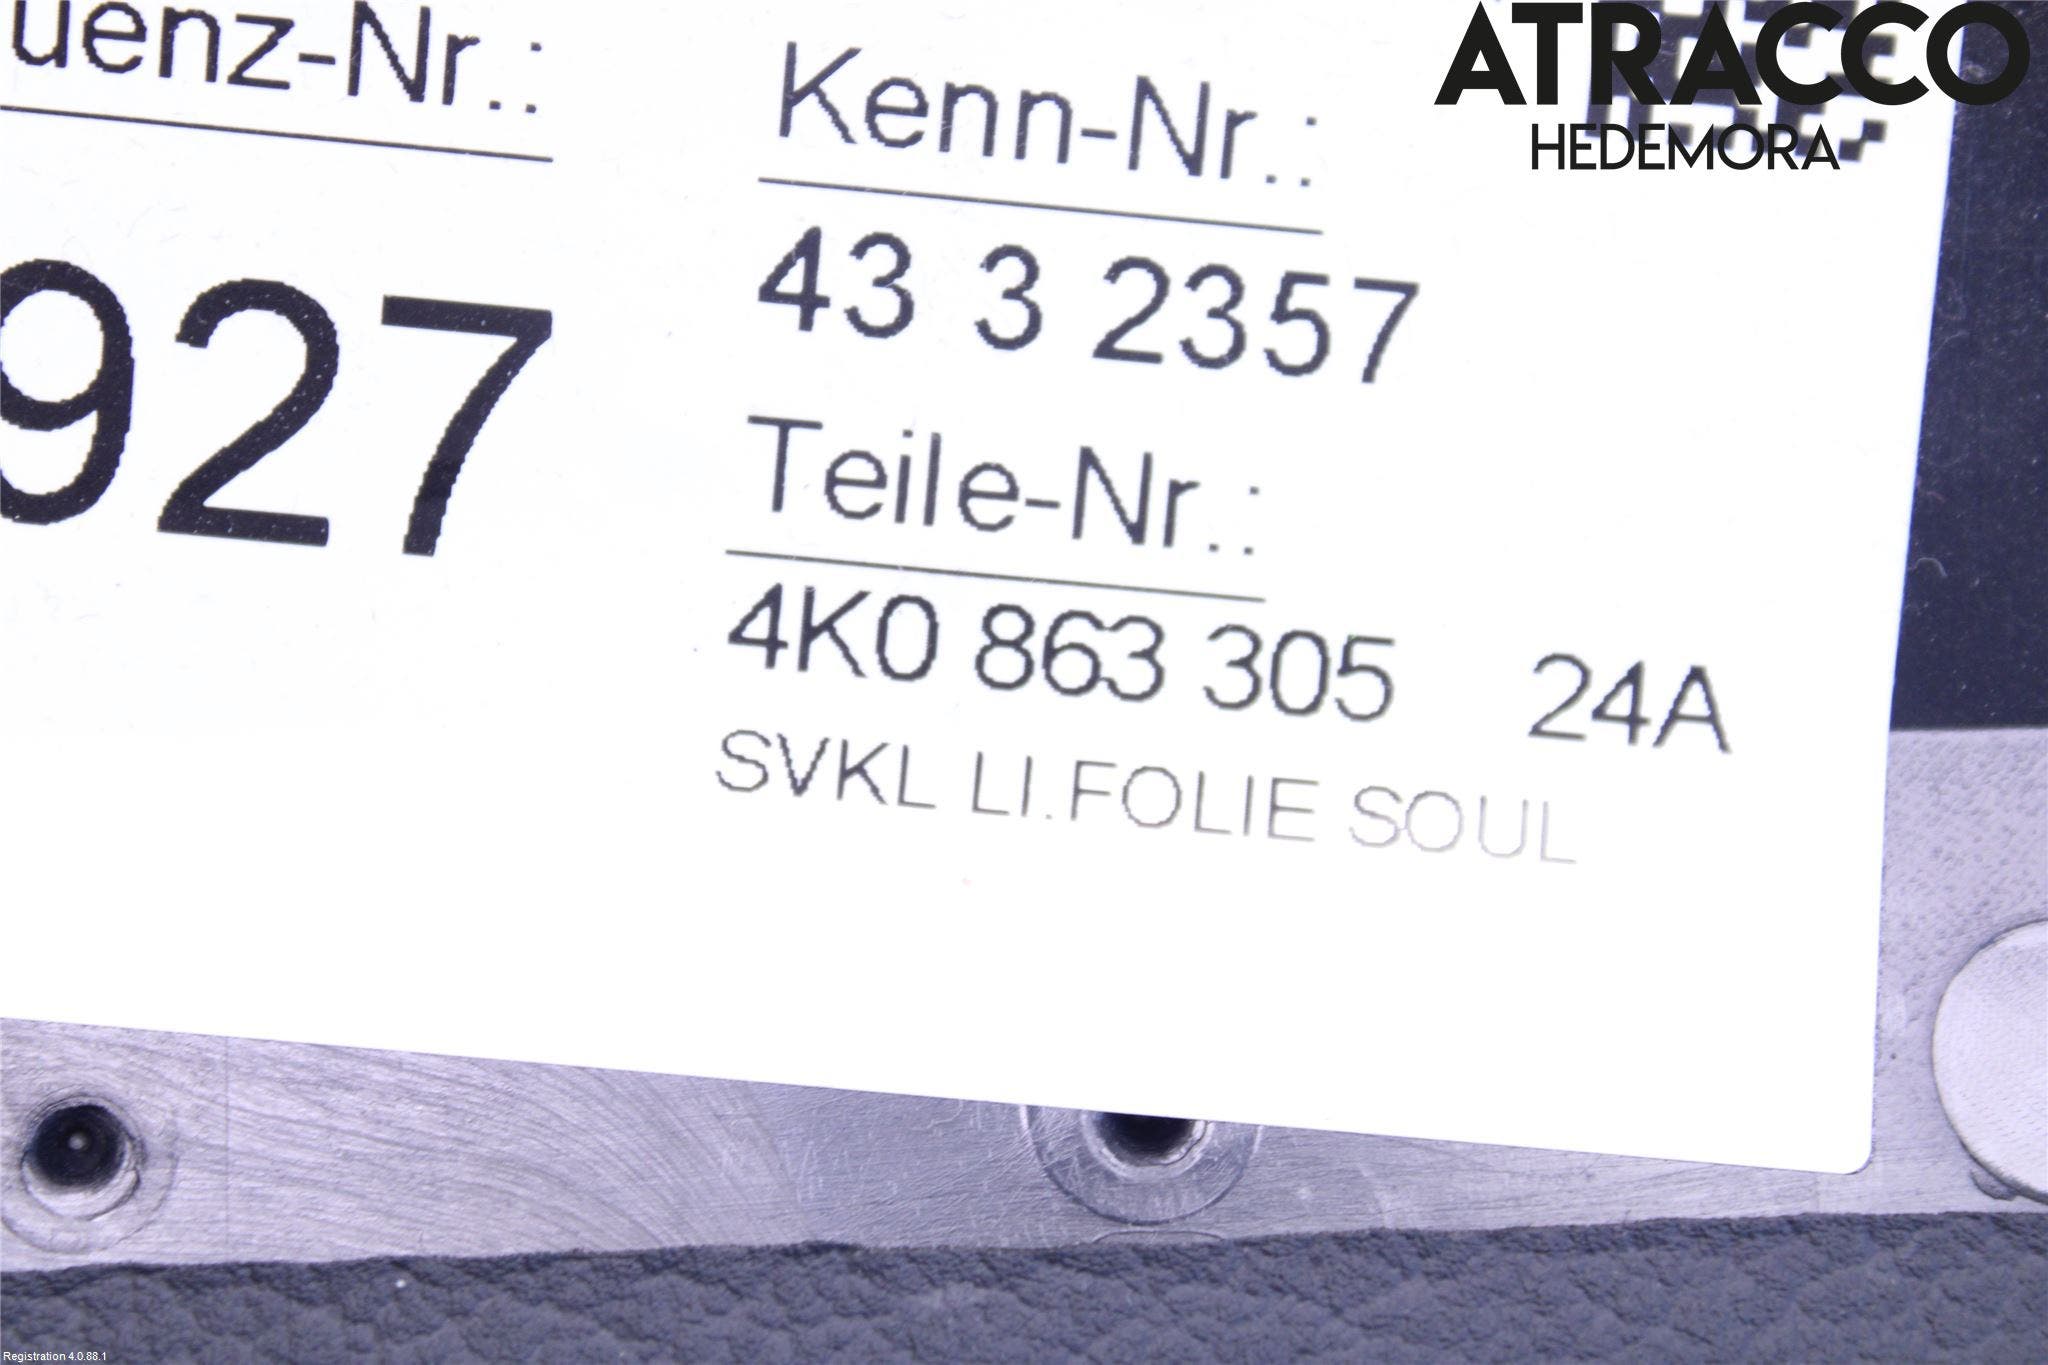 ATRACCO
HEDEMORA
uenz-Nr.:
927
Kenn-Nr.:
43 3 2357
Teile-Nr.:
4K0 863 305 24A
SVKL LI.FOLIE SOUL
Registration 4.0.88.1